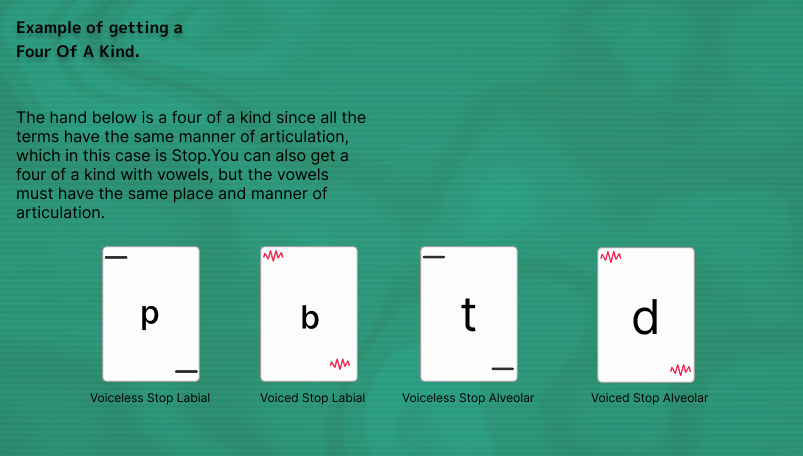 Example of getting a
Four Of A Kind.
The hand below is a four of a kind since all the
terms have the same manner of articulation,
which in this case is Stop.You can also get a
four of a kind with vowels, but the vowels
must have the same place and manner of
articulation.
p
b
t
d
Voiceless Stop Labial
Voiced Stop Labial
Voiceless Stop Alveolar
Voiced Stop Alveolar